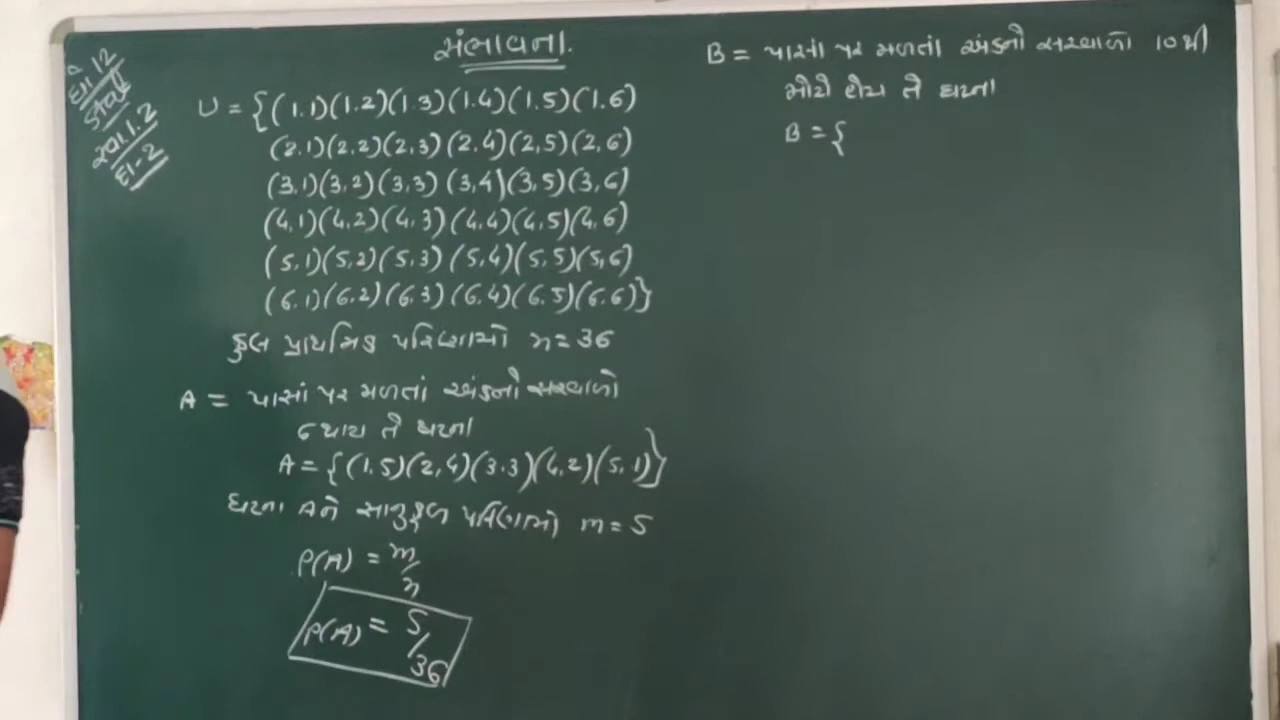 ધો 12
Stat
સ્વા 1.2
દા-2
સંભાવના.
U = {(1.1)(1.2)(1.3)(1.4)(1.5)(1.6)
(2.1)(2,2)(2,3)(2,4)(2,5)(2,6)
(3,1)(3,2)(3,3)(3,4)(3,5)(3,6)
(4,1)(4,2)(4,3)(4,4)(4,5)(4,6)
(5,1)(5,2)(5,3)(5,4)(5,5)(5,6)
(6.1)(6.2)(6.3)(6.4)(6.5)(6.6)}
કુલ પ્રાથમિક પરિણામો n = 36
A = પાસાં પર મળતાં અંકનો સરવાળો
6 થાય તે ઘટના
A = {(1,5)(2,4)(3.3)(4,2)(5,1)}
ઘટના A ને સાનુકૂળ પરિણામો m = 5
P(A) = m/n
P(A) = 5/36
B = પાસાં પર મળતાં અંકનો સરવાળો 10 થી
મોટો હોય તે ઘટના
B = {